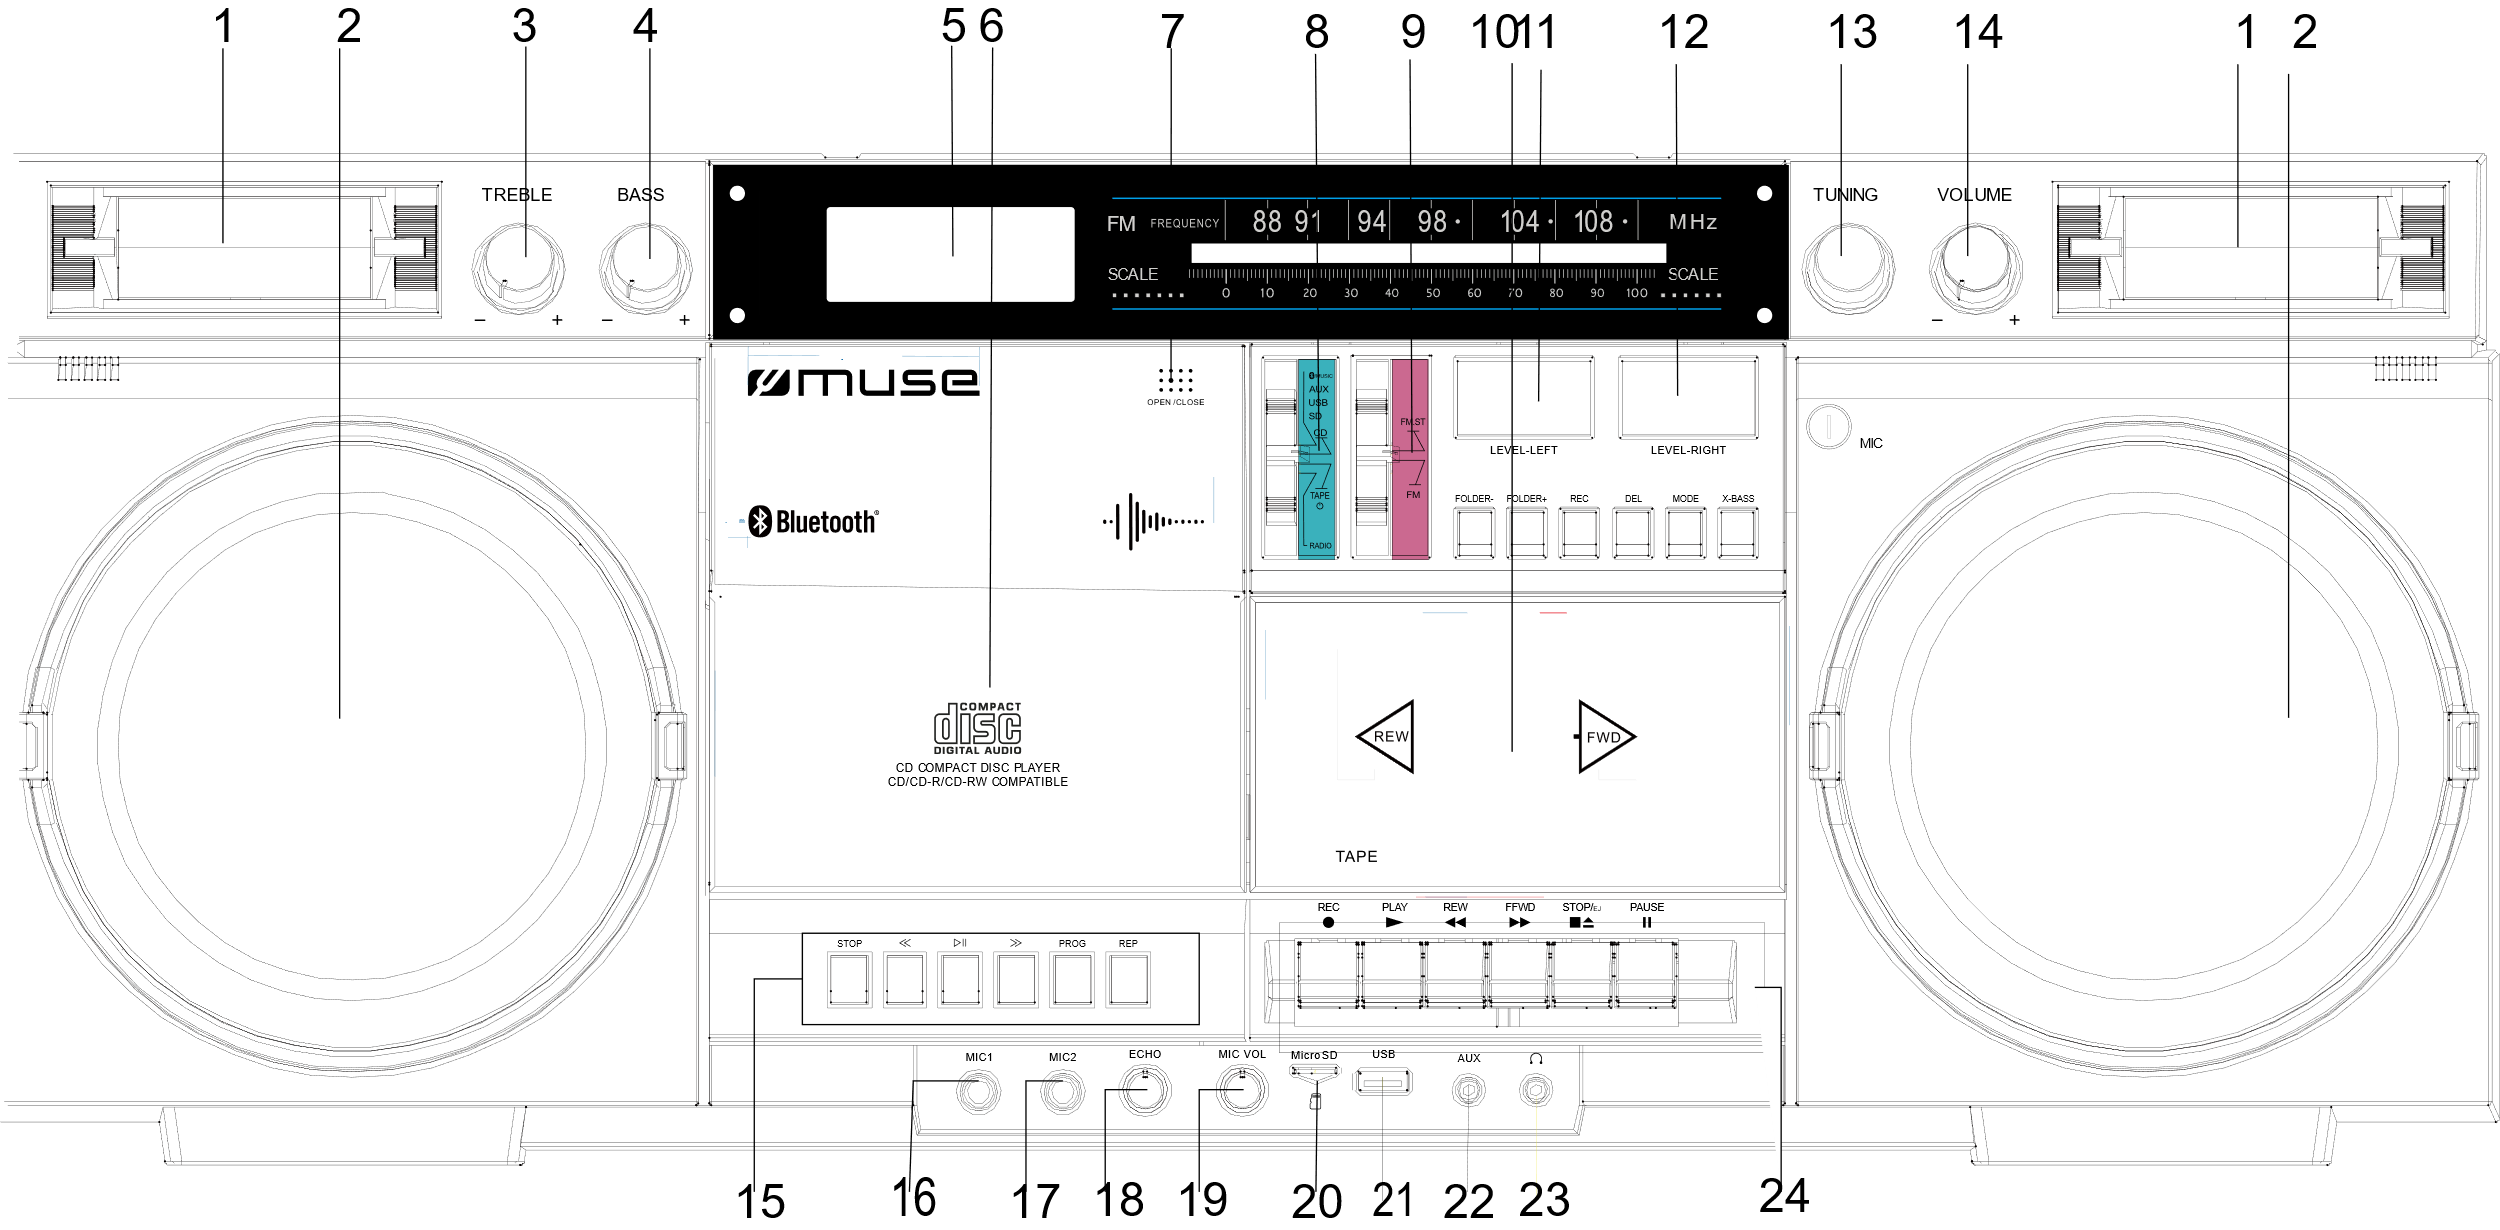 1 2 3 4 5 6 7 8 9 10 11 12 13 14 1 2
TREBLE BASS
- + - +
FM FREQUENCY 88 91 94 98 104 108 MHz
SCALE SCALE
0 10 20 30 40 50 60 70 80 90 100
TUNING VOLUME
- +
muse
OPEN /CLOSE
Bluetooth®
MUSIC
AUX
USB
SD
CD
TAPE
RADIO
FM.ST
FM
LEVEL-LEFT LEVEL-RIGHT
FOLDER- FOLDER+ REC DEL MODE X-BASS
MIC
COMPACT
disc
DIGITAL AUDIO
CD COMPACT DISC PLAYER
CD/CD-R/CD-RW COMPATIBLE
REW FWD
TAPE
STOP PROG REP
REC PLAY REW FFWD STOP/EJ PAUSE
MIC1 MIC2 ECHO MIC VOL MicroSD USB AUX
15 16 17 18 19 20 21 22 23 24